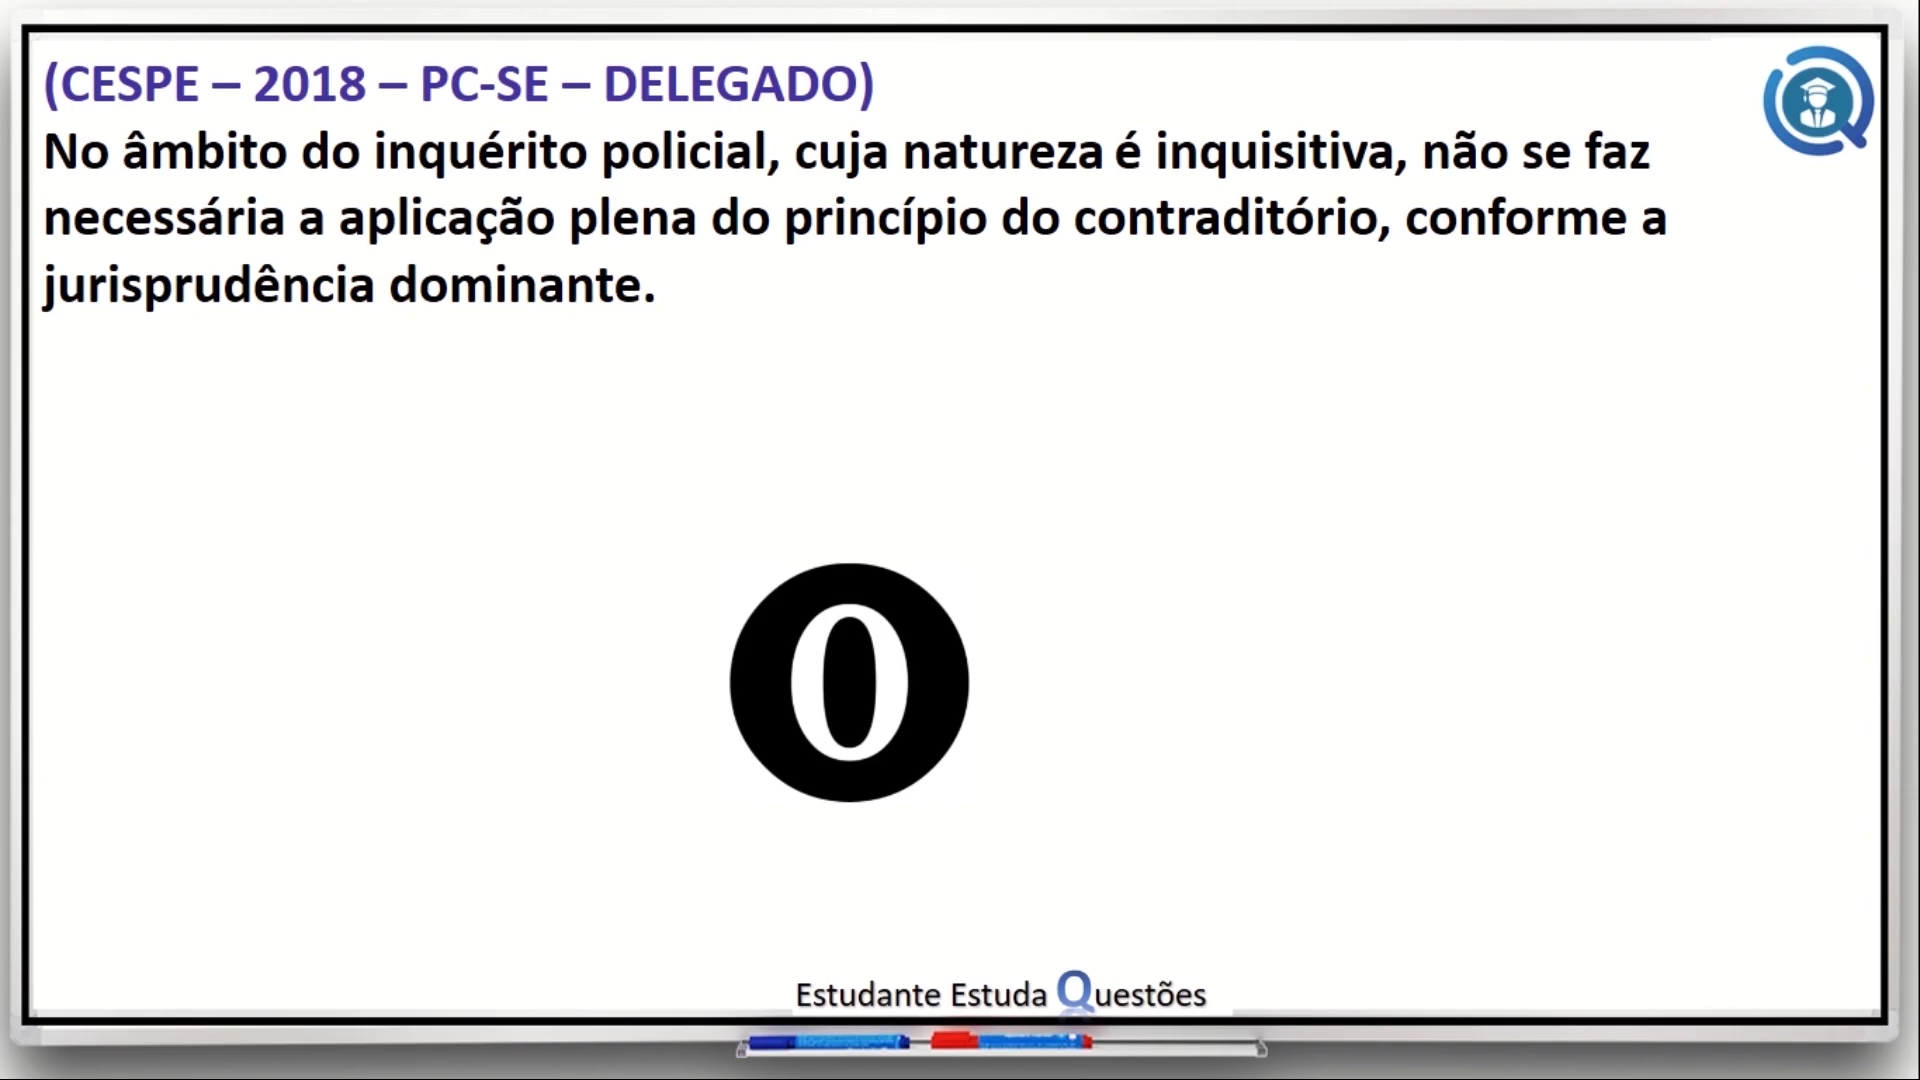 (CESPE – 2018 – PC-SE – DELEGADO)
No âmbito do inquérito policial, cuja natureza é inquisitiva, não se faz
necessária a aplicação plena do princípio do contraditório, conforme a
jurisprudência dominante.
0
Estudante Estuda Questões